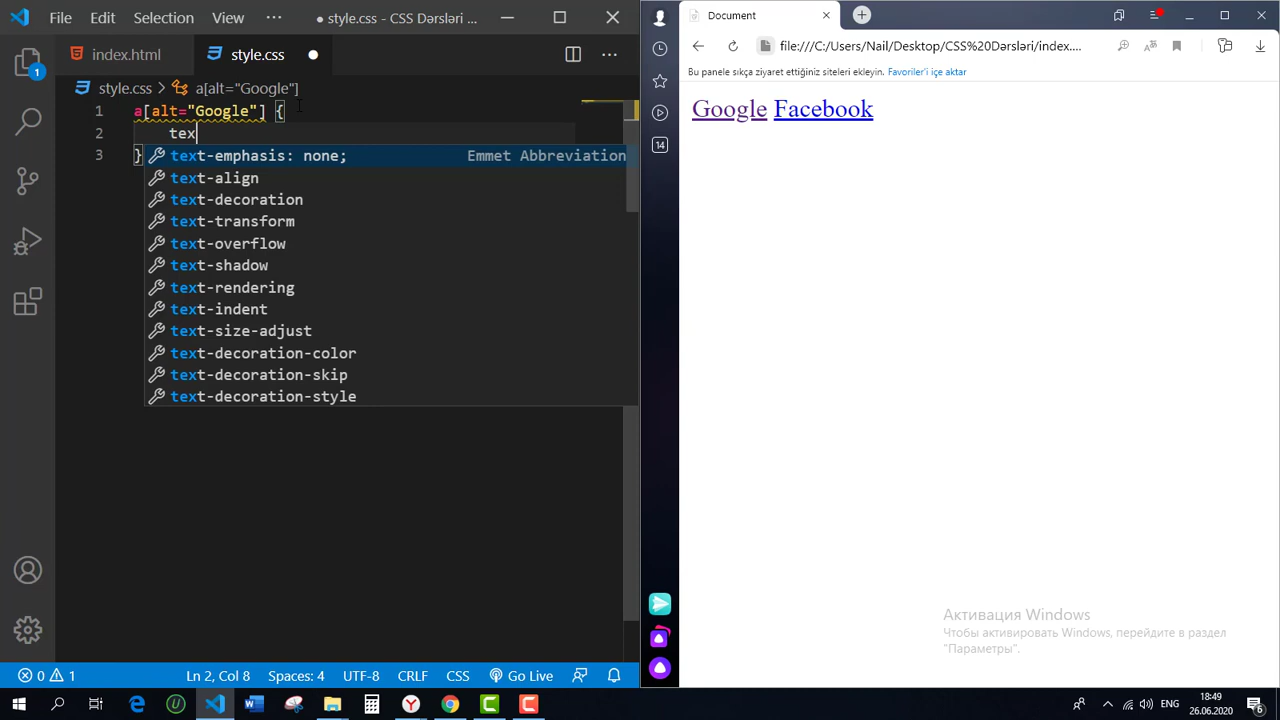 File
Edit
Selection
···
● style.css - CSS Dərsləri ...
index.html
style.css
style.css
a[alt="Google"]
1 a[alt="Google"] {
2 tex
3 }
text-emphasis: none; Emmet Abbreviation
text-align
text-decoration
text-transform
text-overflow
text-shadow
text-rendering
text-indent
text-size-adjust
text-decoration-color
text-decoration-skip
text-decoration-style
1
0 1
Ln 2, Col 8
Spaces: 4
UTF-8
CRLF
CSS
Go Live
Document
file:///C:/Users/Nail/Desktop/CSS%20Dərsləri/index....
Bu panele sıkça ziyaret ettiğiniz siteleri ekleyin. Favoriler'i içe aktar
14
Google Facebook
Активация Windows
Чтобы активировать Windows, перейдите в раздел
"Параметры".
ENG
18:49
26.06.2020
6